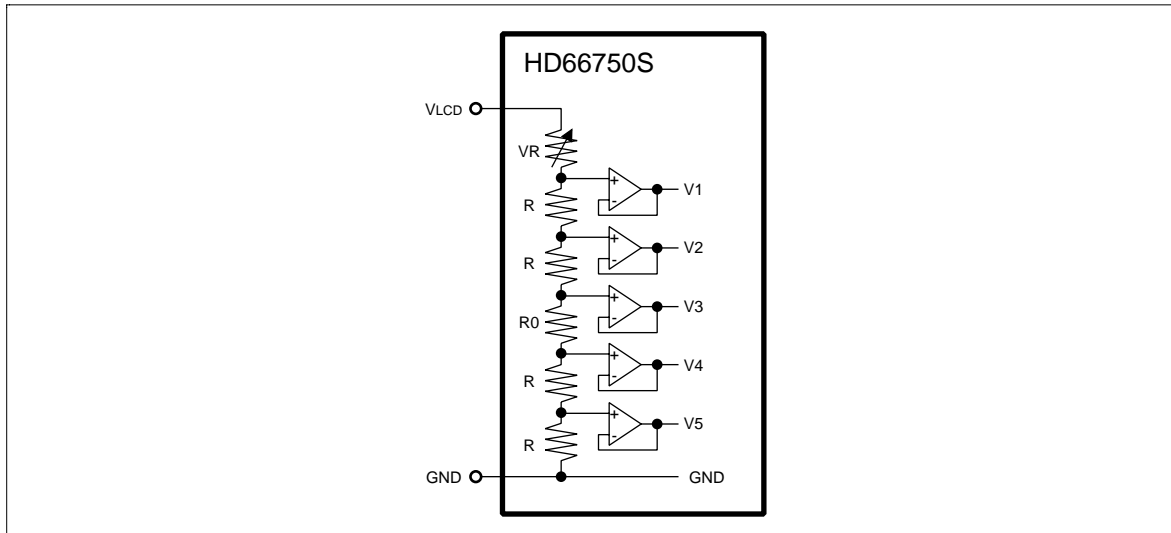 HD66750S
VLCD
VR
+
-
V1
R
+
-
V2
R
+
-
V3
R0
+
-
V4
R
+
-
V5
R
GND
GND